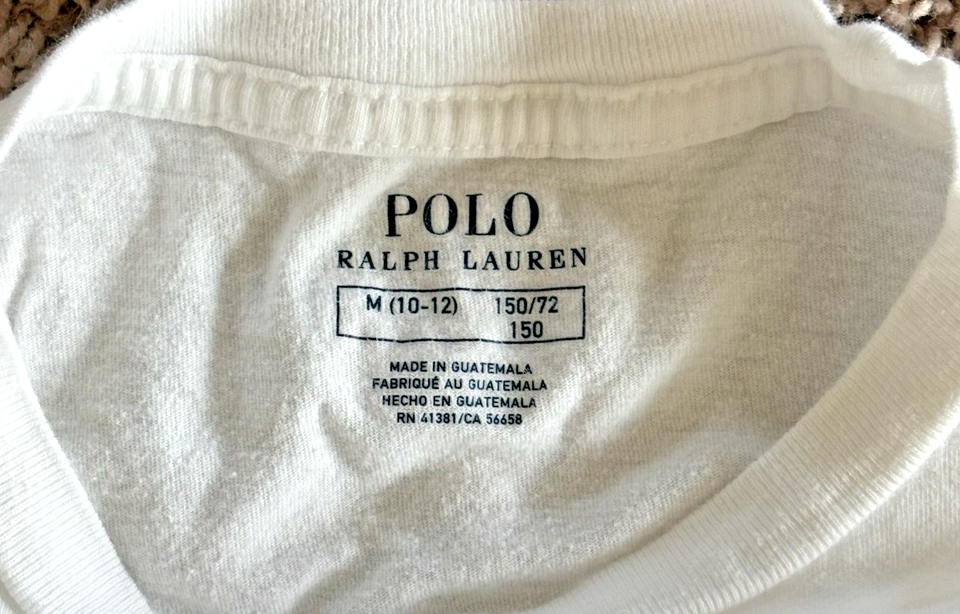 POLO
RALPH LAUREN
M (10-12) 150/72
150
MADE IN GUATEMALA
FABRIQUÉ AU GUATEMALA
HECHO EN GUATEMALA
RN 41381/CA 56658